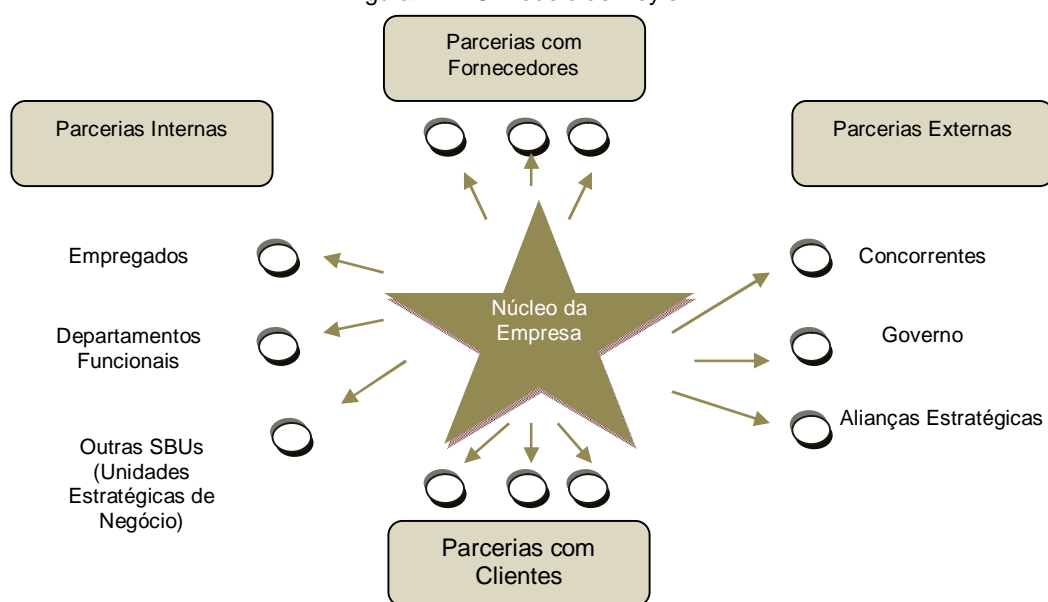 Parcerias com
Fornecedores
Parcerias Internas
Parcerias Externas
Empregados
Concorrentes
Núcleo da
Empresa
Departamentos
Funcionais
Governo
Alianças Estratégicas
Outras SBUs
(Unidades
Estratégicas de
Negócio)
Parcerias com
Clientes